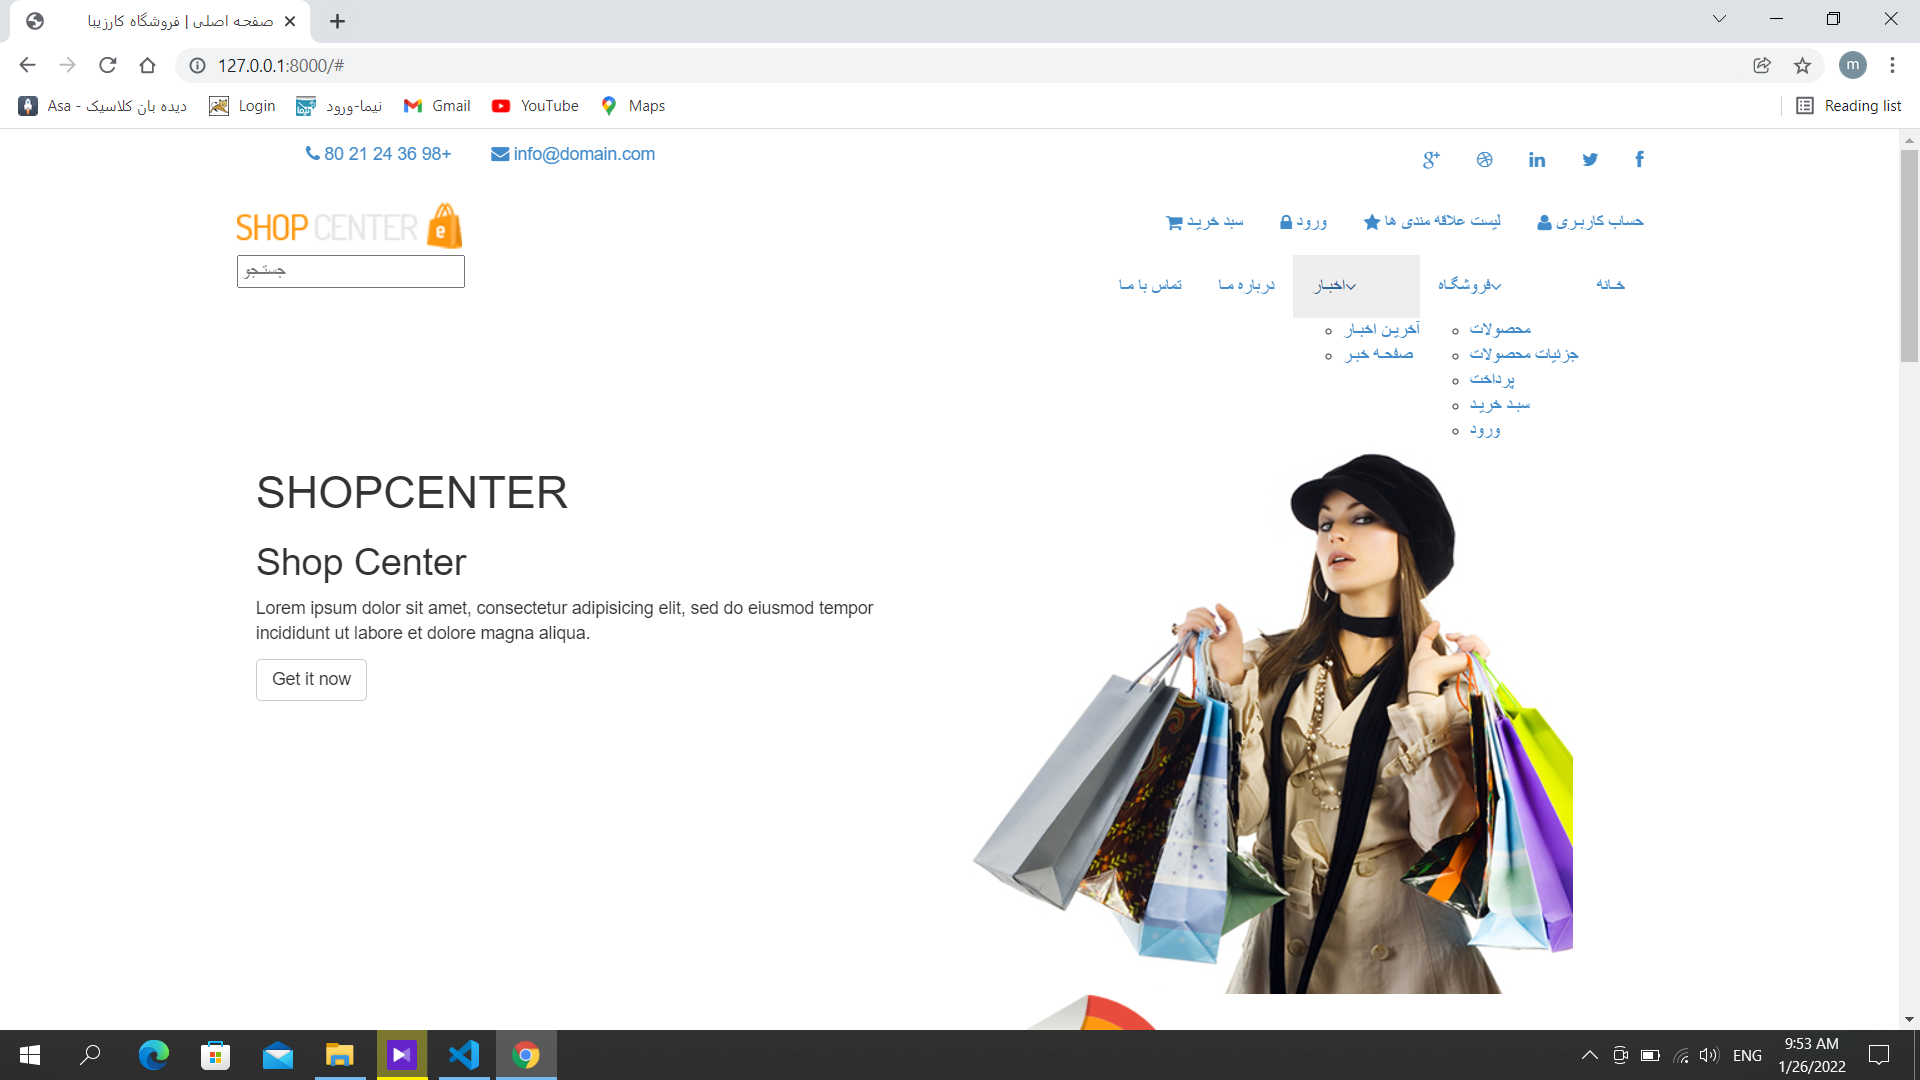 صفحه اصلی | فروشگاه کارزیبا
127.0.0.1:8000/#
m
Asa - دیده بان کلاسیک
Login
نیما-ورود
Gmail
YouTube
Maps
Reading list
80 21 24 36 98+
info@domain.com
SHOP CENTER
e
حساب کاربری
لیست علاقه مندی ها
ورود
سبد خرید
جستجو
خانه
فروشگاه
اخبار
درباره ما
تماس با ما
محصولات
جزئیات محصولات
پرداخت
سبد خرید
ورود
آخرین اخبار
صفحه خبر
SHOPCENTER
Shop Center
Lorem ipsum dolor sit amet, consectetur adipisicing elit, sed do eiusmod tempor
incididunt ut labore et dolore magna aliqua.
Get it now
ENG
9:53 AM
1/26/2022